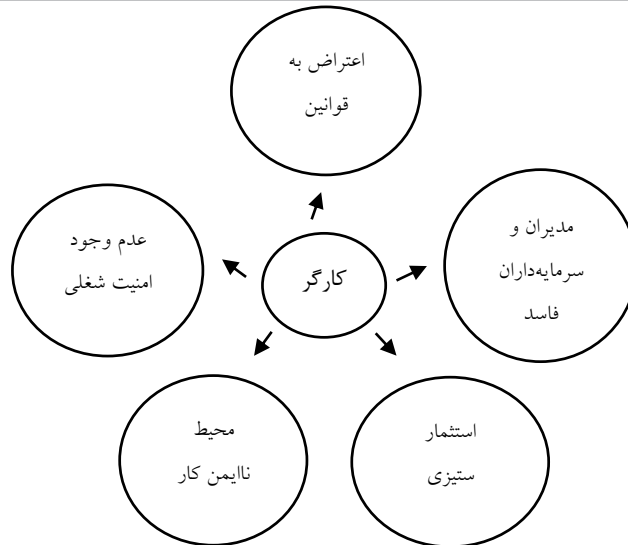 اعتراض به
قوانین
مدیران و
سرمایه‌داران
فاسد
عدم وجود
امنیت شغلی
کارگر
محیط
ناایمن کار
استثمار
ستیزی